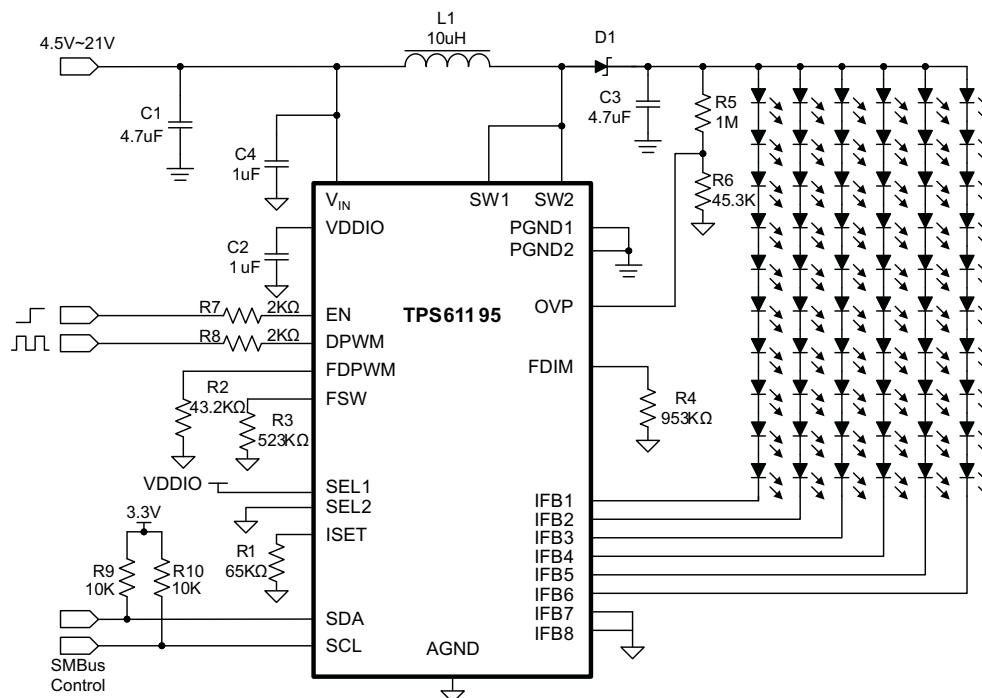 4.5V~21V
L1
10uH
D1
C1
4.7uF
C3
4.7uF
R5
1M
C4
1uF
R6
45.3K
VIN
SW1
SW2
VDDIO
PGND1
PGND2
C2
1uF
TPS61195
OVP
R7
2KΩ
EN
R8
2KΩ
DPWM
FDPWM
FDIM
R2
43.2KΩ
FSW
R3
523KΩ
R4
953KΩ
VDDIO
SEL1
SEL2
3.3V
ISET
R1
65KΩ
R9
10K
R10
10K
IFB1
IFB2
IFB3
IFB4
IFB5
IFB6
IFB7
IFB8
SDA
SCL
AGND
SMBus
Control